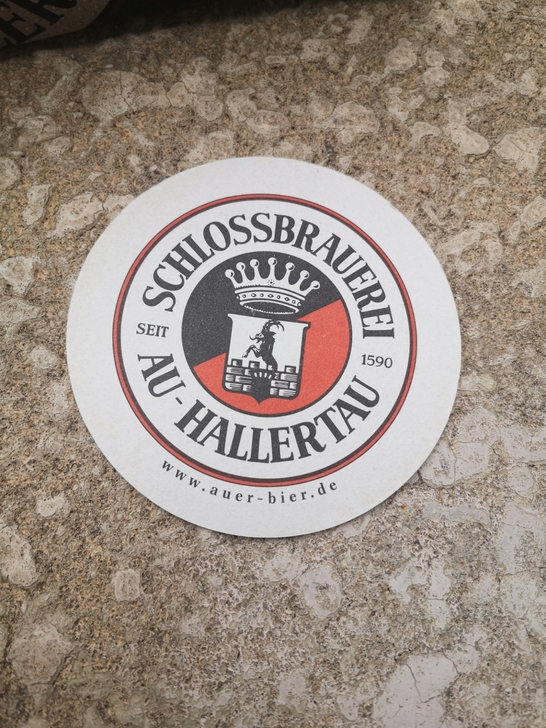 SCHLOSSBRAUEREI
SEIT 1590
AU-HALLERTAU
www.auer-bier.de